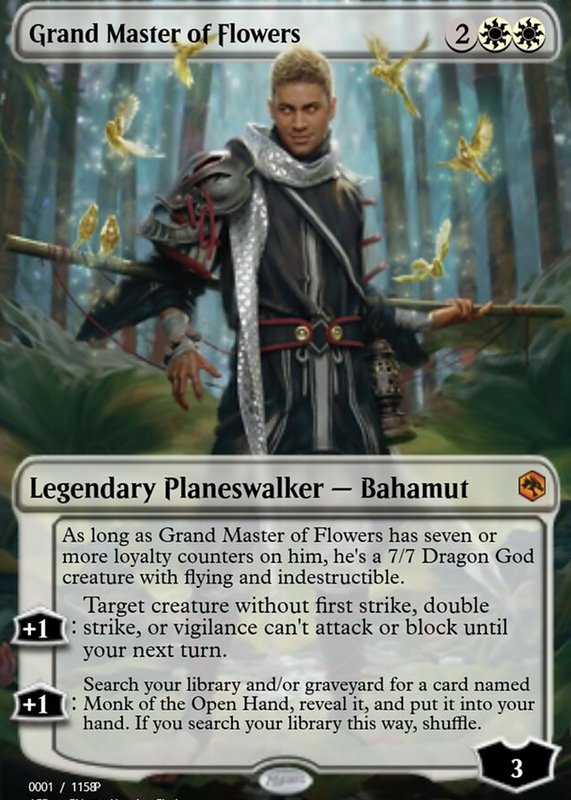 Grand Master of Flowers 2
Legendary Planeswalker — Bahamut
As long as Grand Master of Flowers has seven or
more loyalty counters on him, he's a 7/7 Dragon God
creature with flying and indestructible.
Target creature without first strike, double
+1 : strike, or vigilance can't attack or block until
your next turn.
Search your library and/or graveyard for a card named
+1 : Monk of the Open Hand, reveal it, and put it into your
hand. If you search your library this way, shuffle.
3
0001 / 1158P